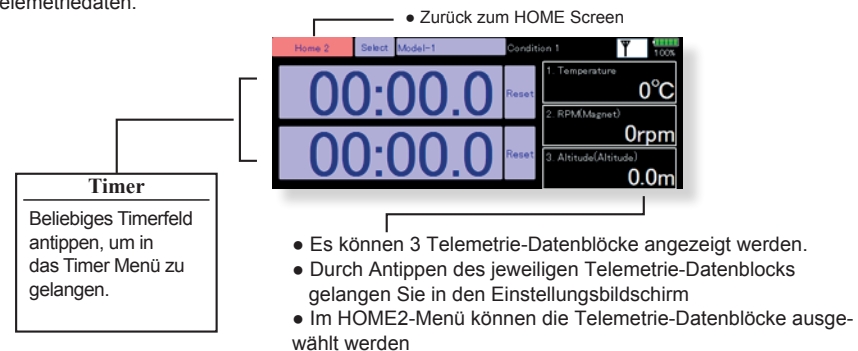 elemetriedaten.
● Zurück zum HOME Screen
Home 2 Select Model-1 Condition 1 100%
00:00.0 Reset
00:00.0 Reset
1. Temperature
0°C
2. RPM(Magnet)
0rpm
3. Altitude(Altitude)
0.0m
Timer
Beliebiges Timerfeld
antippen, um in
das Timer Menü zu
gelangen.
● Es können 3 Telemetrie-Datenblöcke angezeigt werden.
● Durch Antippen des jeweiligen Telemetrie-Datenblocks
gelangen Sie in den Einstellungsbildschirm
● Im HOME2-Menü können die Telemetrie-Datenblöcke ausge-
wählt werden